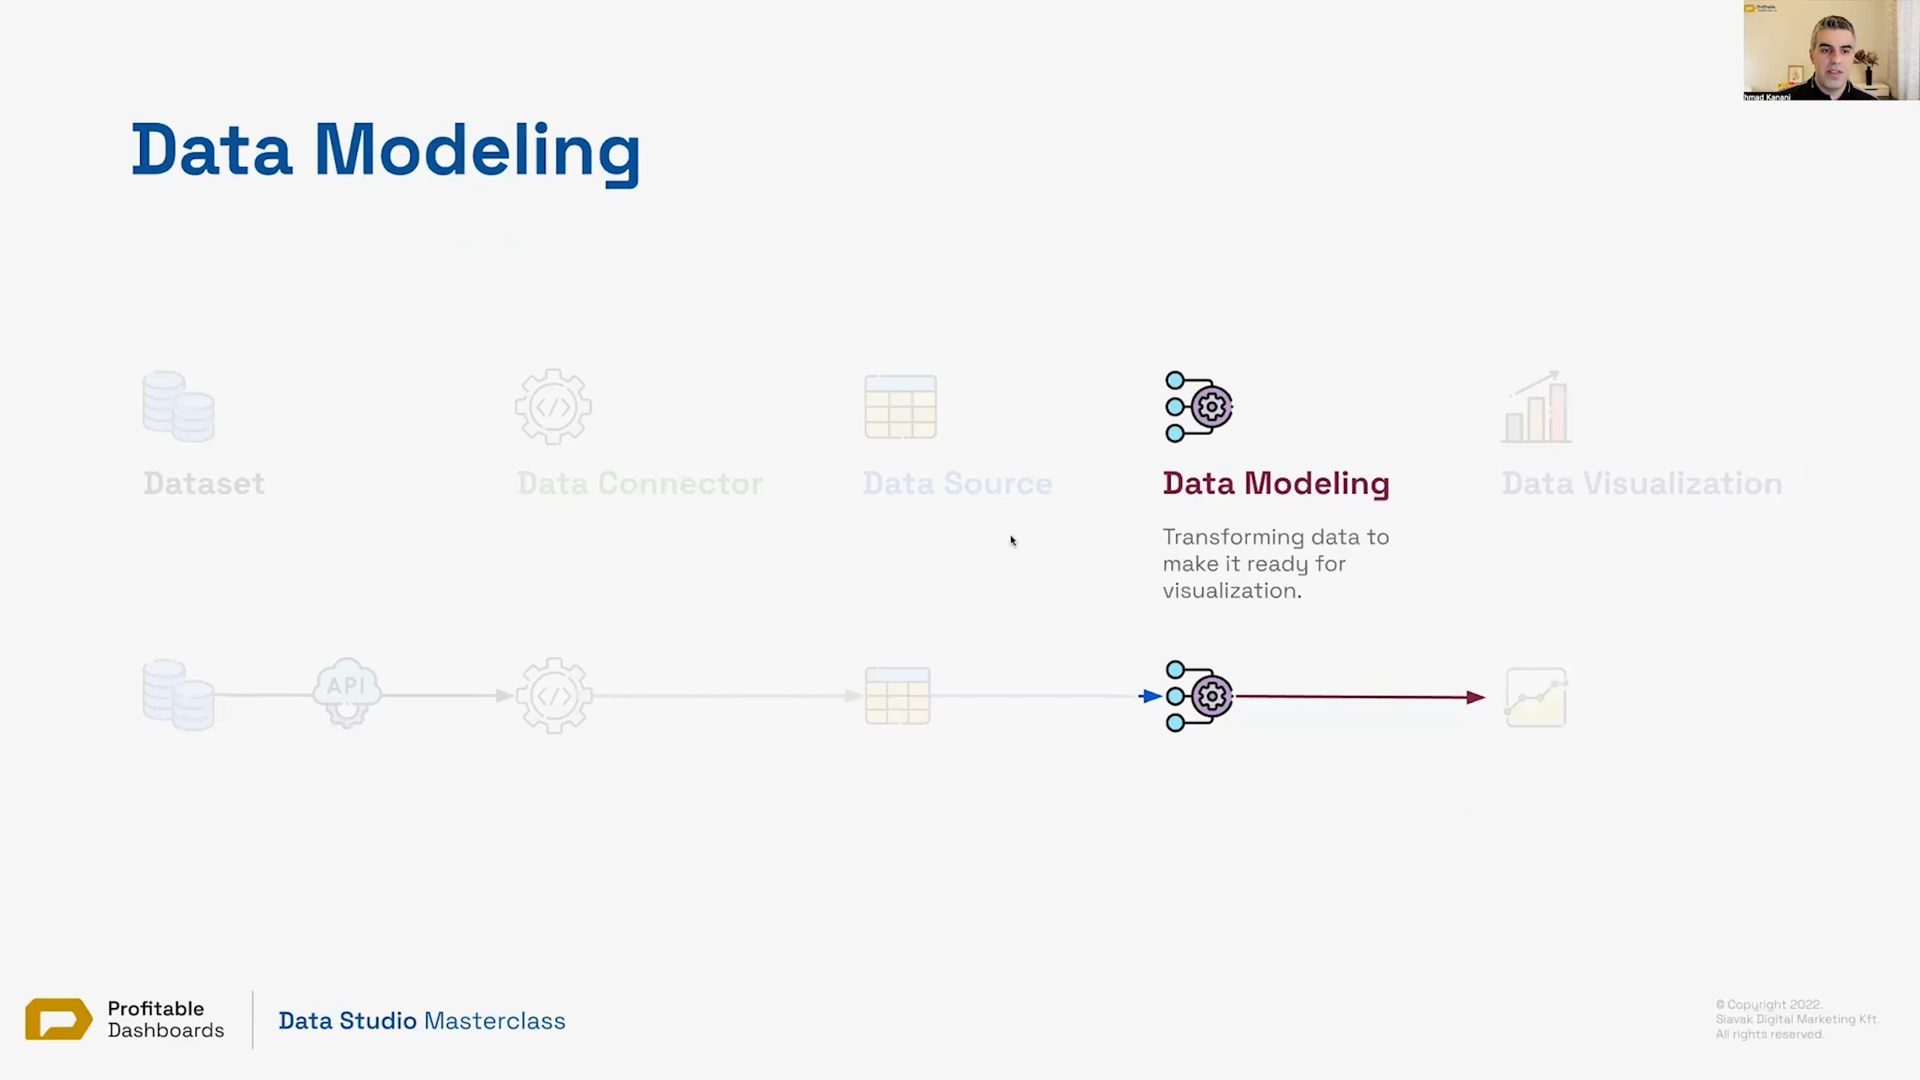 Data Modeling
Dataset
Data Connector
Data Source
Data Modeling
Data Visualization
Transforming data to
make it ready for
visualization.
API
Profitable
Dashboards
Data Studio Masterclass
© Copyright 2022.
Slavak Digital Marketing Kft.
All rights reserved.
Kanani